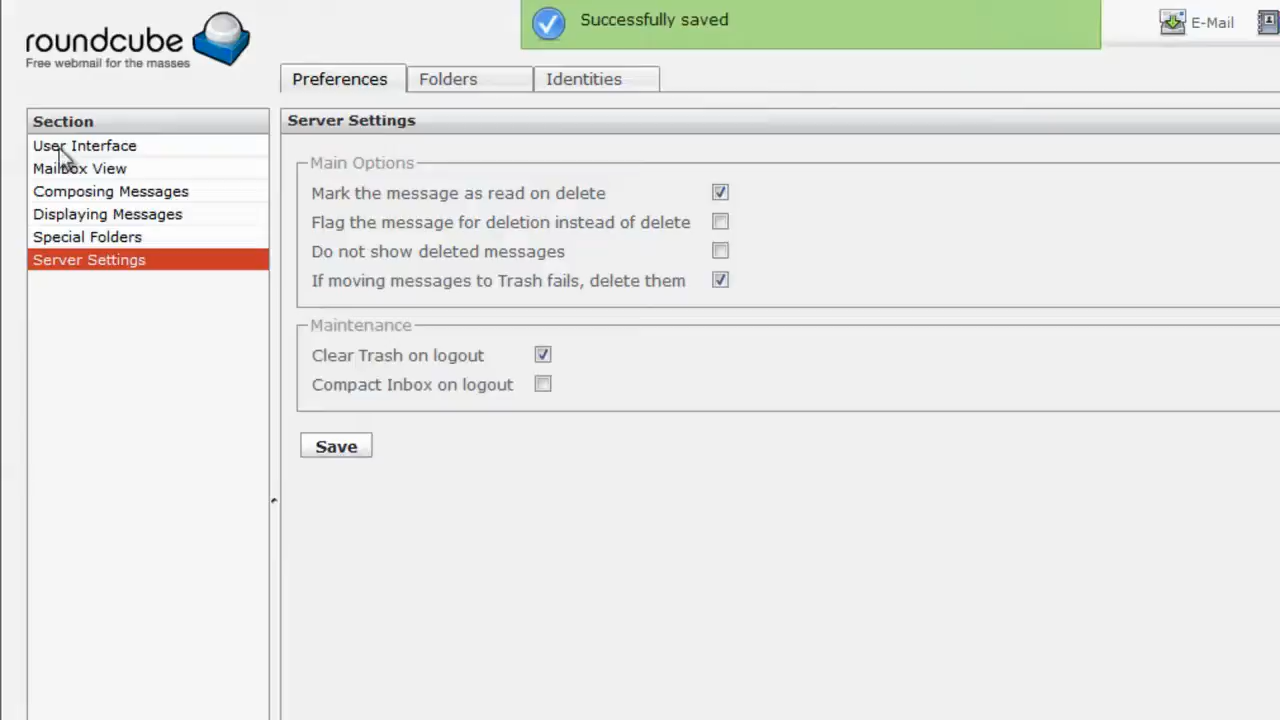 roundcube
Free webmail for the masses
Successfully saved
E-Mail
Preferences
Folders
Identities
Section
User Interface
Mailbox View
Composing Messages
Displaying Messages
Special Folders
Server Settings
Server Settings
Main Options
Mark the message as read on delete
Flag the message for deletion instead of delete
Do not show deleted messages
If moving messages to Trash fails, delete them
Maintenance
Clear Trash on logout
Compact Inbox on logout
Save